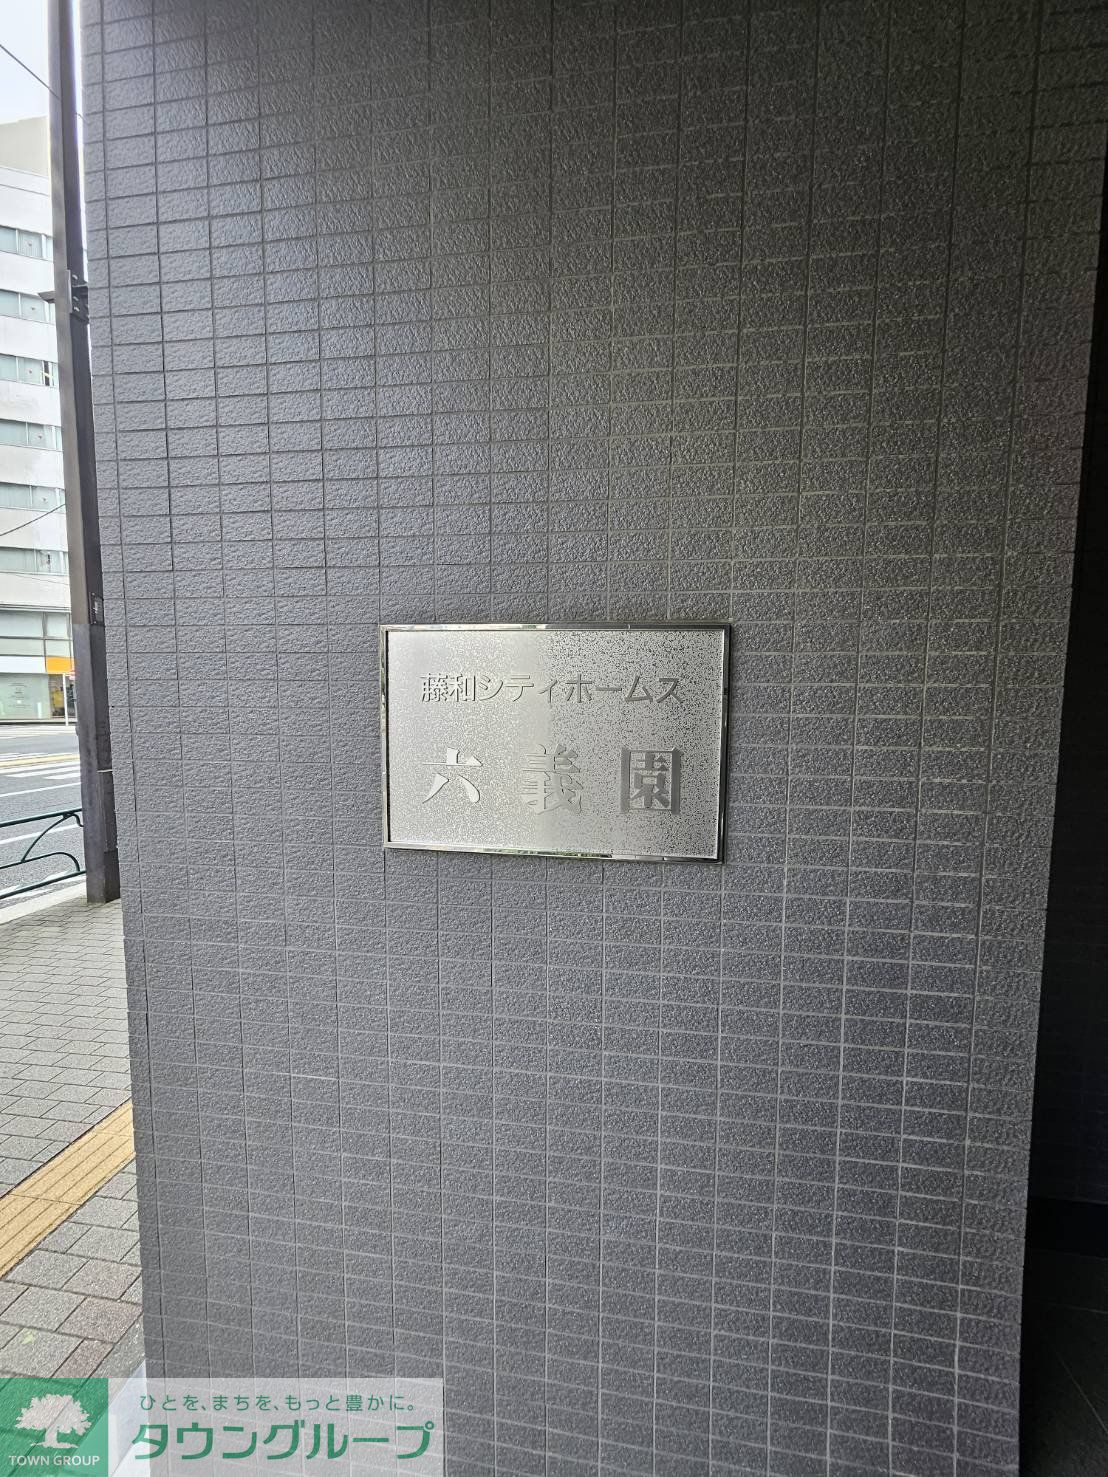 藤和シティホームス
六義園
ひとを、まちを、もっと豊かに。
タウングループ
TOWN GROUP